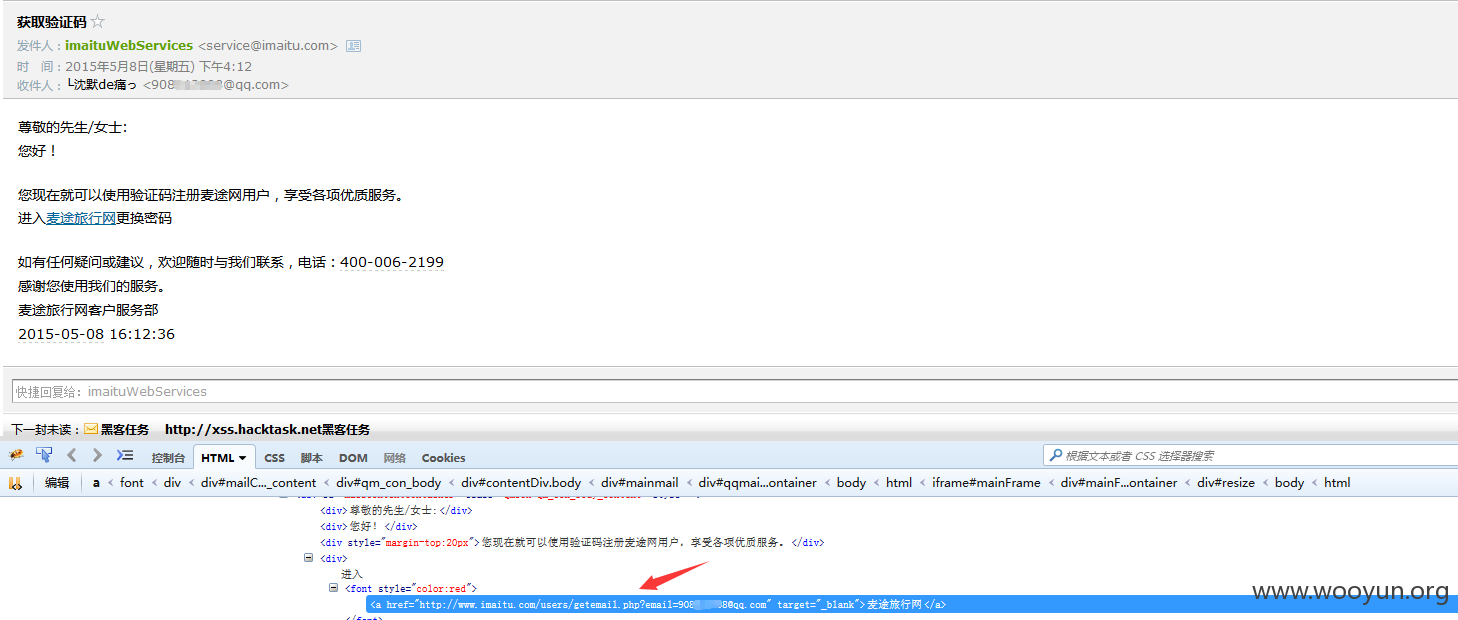 获取验证码☆
发件人：imaituWebServices <service@imaitu.com>
时 间：2015年5月8日(星期五) 下午4:12
收件人：┗沈默de痛っ <908 @qq.com>
尊敬的先生/女士：
您好！
您现在就可以使用验证码注册麦途网用户，享受各项优质服务。
进入麦途旅行网更换密码
如有任何疑问或建议，欢迎随时与我们联系，电话：400-006-2199
感谢您使用我们的服务。
麦途旅行网客户服务部
2015-05-08 16:12:36
快捷回复给：imaituWebServices
下一封未读：黑客任务 http://xss.hacktask.net黑客任务
控制台 HTML CSS 脚本 DOM 网络 Cookies 根据文本或者 CSS 选择器搜索
编辑 a < font < div < div#mailC..._content < div#qm_con_body < div#contentDiv.body < div#mainmail < div#qqmai...ontainer < body < html < iframe#mainFrame < div#mainF...ontainer < div#resize < body < html
<div>尊敬的先生/女士:</div>
<div>您好！</div>
<div style="margin-top:20px">您现在就可以使用验证码注册麦途网用户，享受各项优质服务。</div>
<div>
进入
<font style="color:red">
<a href="http://www.imaitu.com/users/getemail.php?email=908 8@qq.com" target="_blank">麦途旅行网</a>
</font>
www.wooyun.org